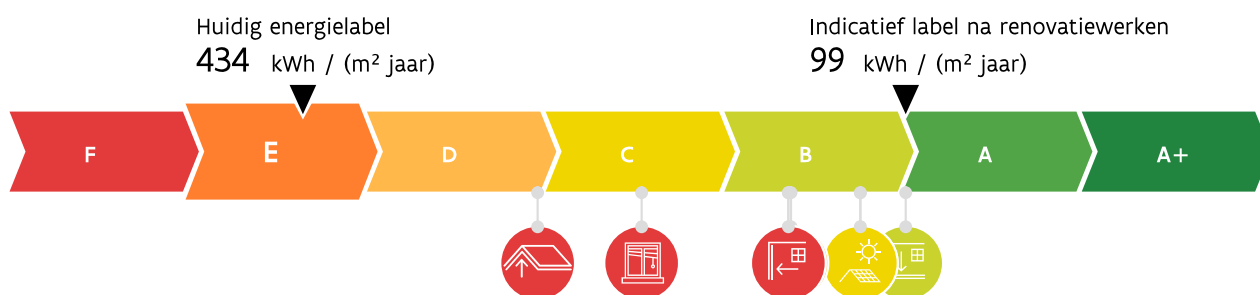 Huidig energielabel
434 kWh / (m² jaar)
Indicatief label na renovatiewerken
99 kWh / (m² jaar)
F E D C B A A+